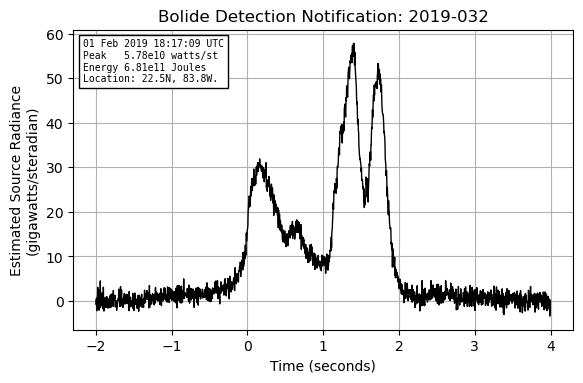 Bolide Detection Notification: 2019-032
01 Feb 2019 18:17:09 UTC
Peak   5.78e10 watts/st
Energy 6.81e11 Joules
Location: 22.5N, 83.8W.
Estimated Source Radiance
(gigawatts/steradian)
60
50
40
30
20
10
0
−2
−1
0
1
2
3
4
Time (seconds)